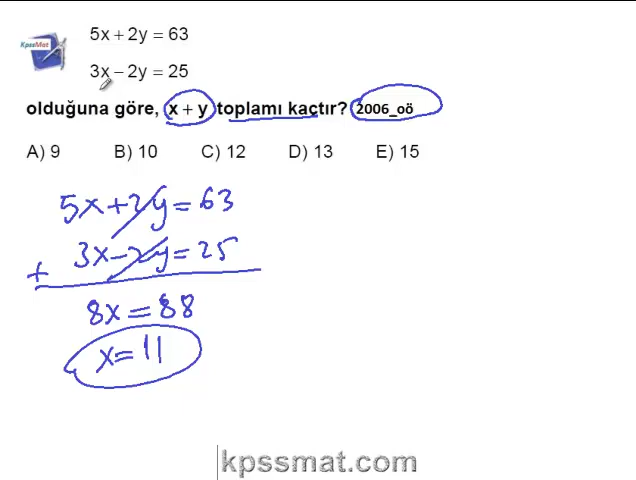 5x + 2y = 63
KpssMat
3x − 2y = 25
olduğuna göre, x + y toplamı kaçtır? 2006_oö
A) 9 B) 10 C) 12 D) 13 E) 15
5x+2y=63
3x-2y=25
+
8x=88
x=11
kpssmat.com